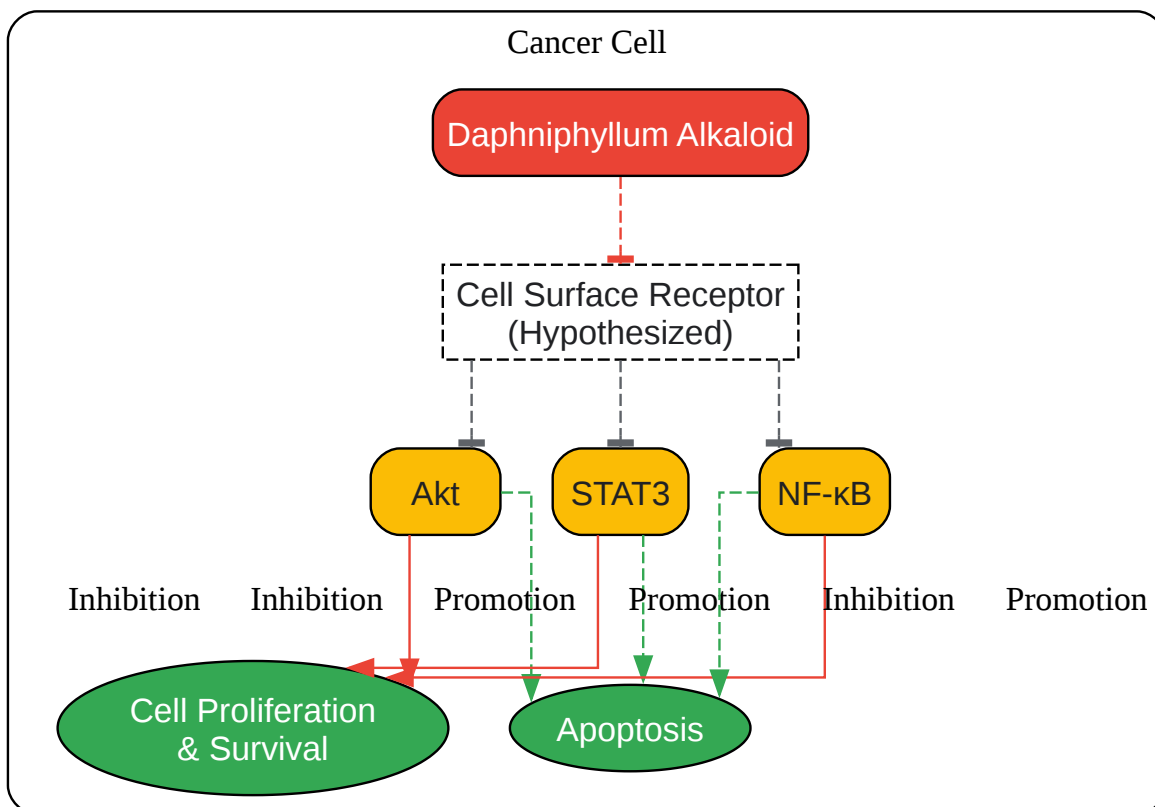 Cancer Cell
Daphniphyllum Alkaloid
Cell Surface Receptor
(Hypothesized)
Akt
STAT3
NF-κB
Inhibition
Inhibition
Promotion
Promotion
Inhibition
Promotion
Cell Proliferation
& Survival
Apoptosis